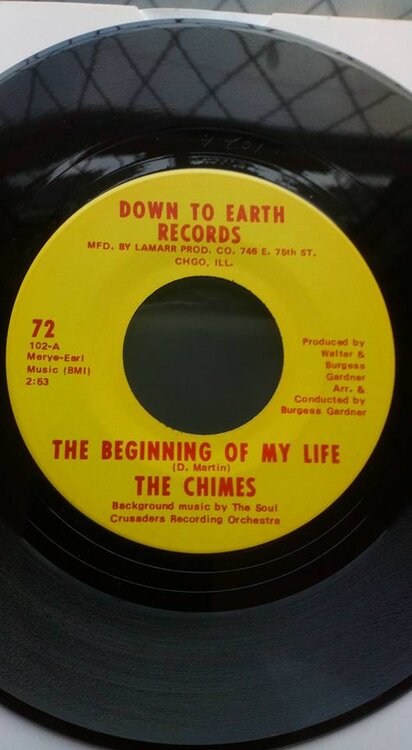 DOWN TO EARTH
RECORDS
MFD. BY LAMARR PROD. CO. 746 E. 75th ST.
CHGO, ILL.
72
102-A
Merye-Earl
Music (BMI)
2:53
Produced by
Walter &
Burgess
Gardner
Arr. &
Conducted by
Burgess Gardner
THE BEGINNING OF MY LIFE
(D. Martin)
THE CHIMES
Background music by The Soul
Crusaders Recording Orchestra